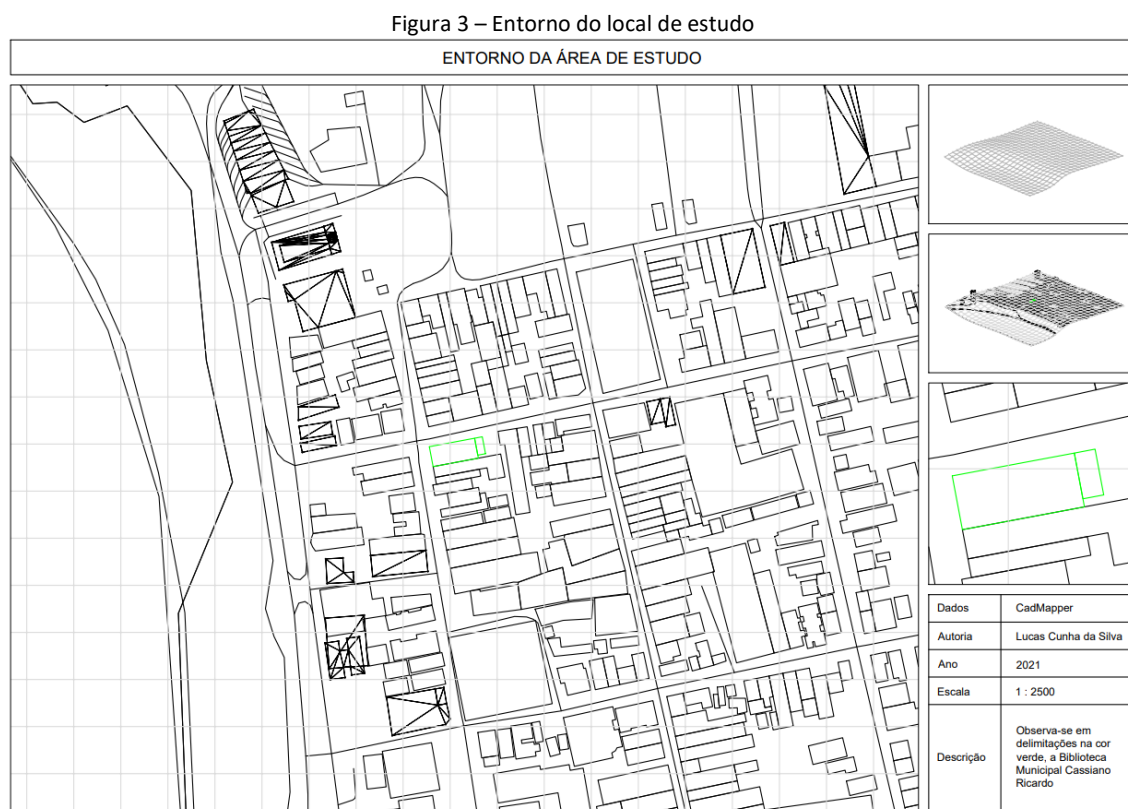 Figura 3 – Entorno do local de estudo
ENTORNO DA ÁREA DE ESTUDO
Dados CadMapper
Autoria Lucas Cunha da Silva
Ano 2021
Escala 1 : 2500
Descrição
Observa-se em
delimitações na cor
verde, a Biblioteca
Municipal Cassiano
Ricardo